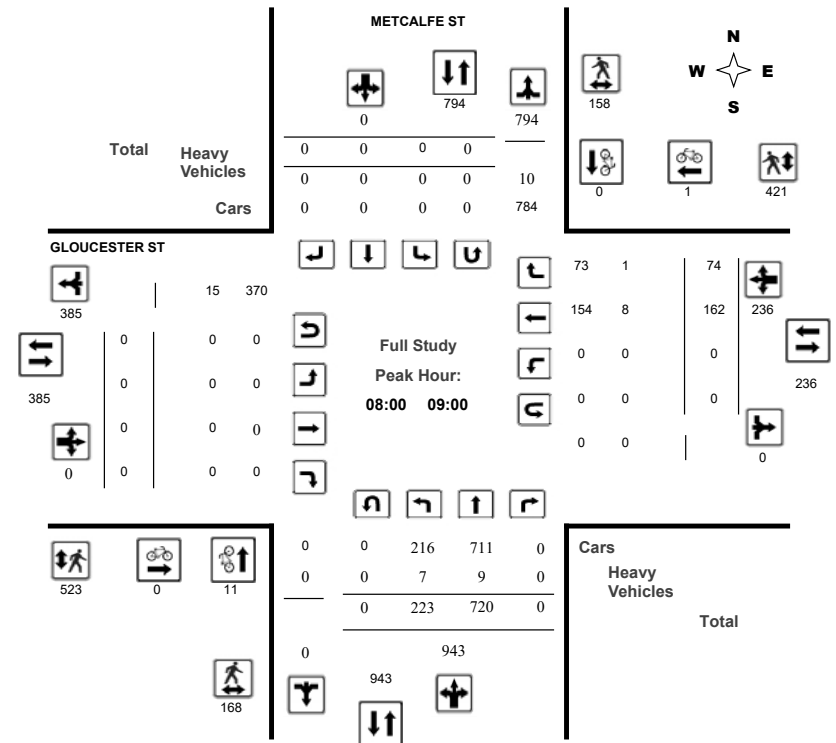 METCALFE ST
N
W E
S
794
158
0 794
Total Heavy Vehicles
0 0 0 0
0 1 421
0 0 0 0 10
Cars 0 0 0 0 784
GLOUCESTER ST
385
15 370
73 1 74
154 8 162 236
0 0 0
Full Study
Peak Hour:
08:00 09:00
0 0 0
385
0 0 0
236
0 0 0
0 0 0
0 0 0
0 0
0
0 0 0
0
523 0 11
0 0 216 711 0
Cars
0 0 7 9 0
Heavy
Vehicles
0 223 720 0
Total
0 943
943
168